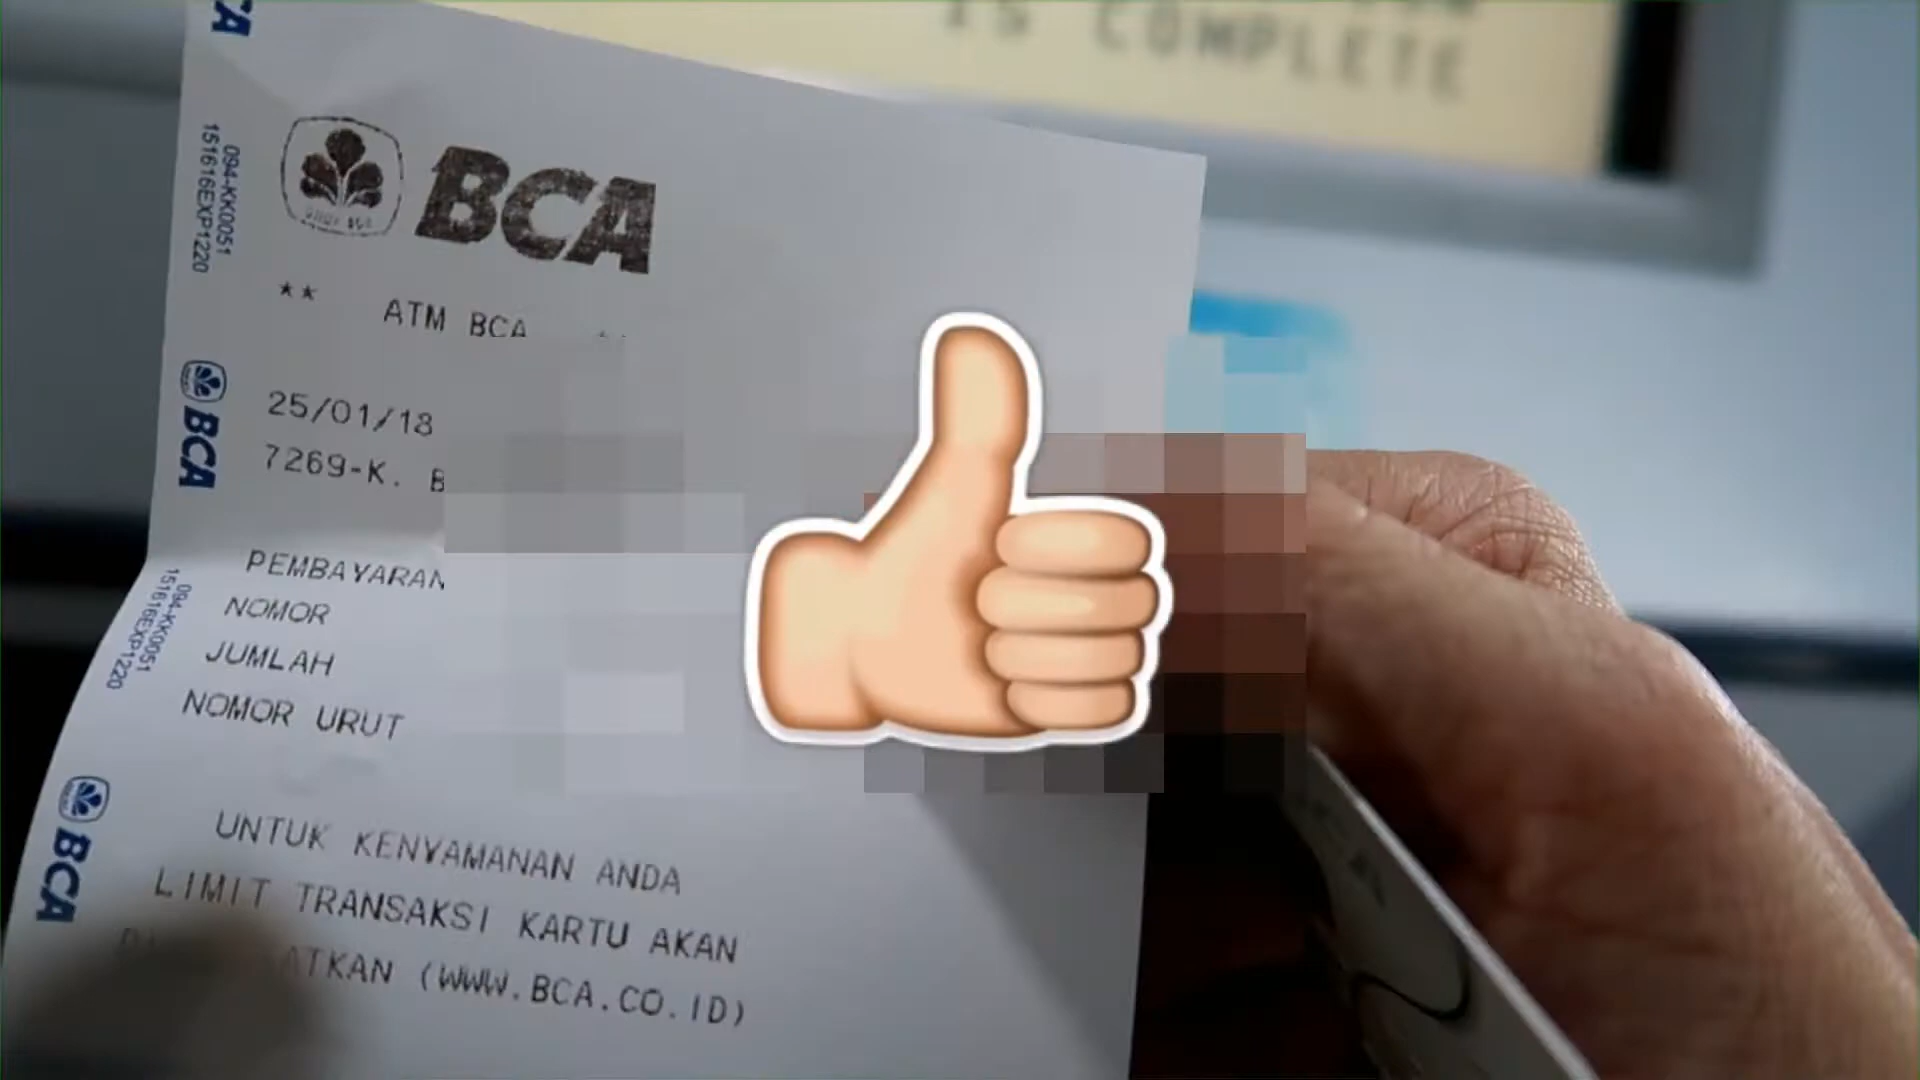 IS COMPLETE
CA
094-KK0051
151616EXP1220
BCA
** ATM BCA
25/01/18
7269-K. B
BCA
PEMBAYARAN
NOMOR
JUMLAH
NOMOR URUT
094-KK0051
151616EXP1220
BCA
UNTUK KENYAMANAN ANDA
LIMIT TRANSAKSI KARTU AKAN
ATKAN (WWW.BCA.CO.ID)